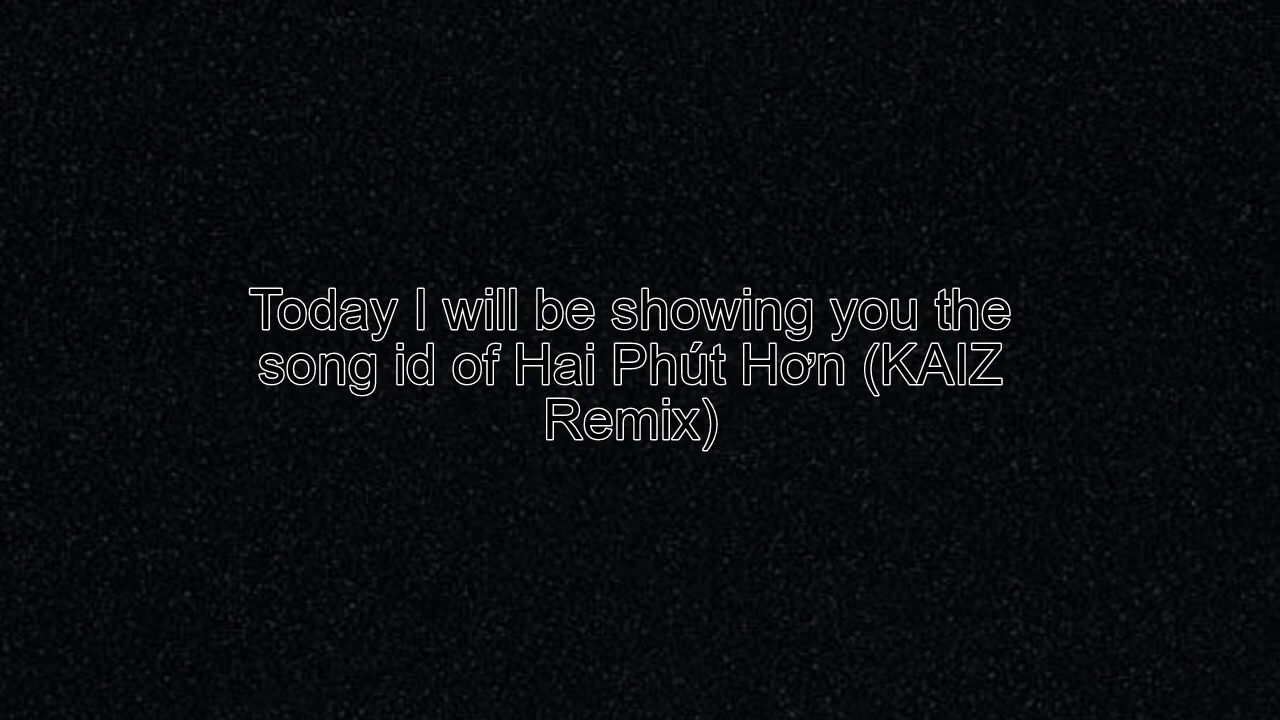 Today I will be showing you the
song id of Hai Phút Hơn (KAIZ
Remix)